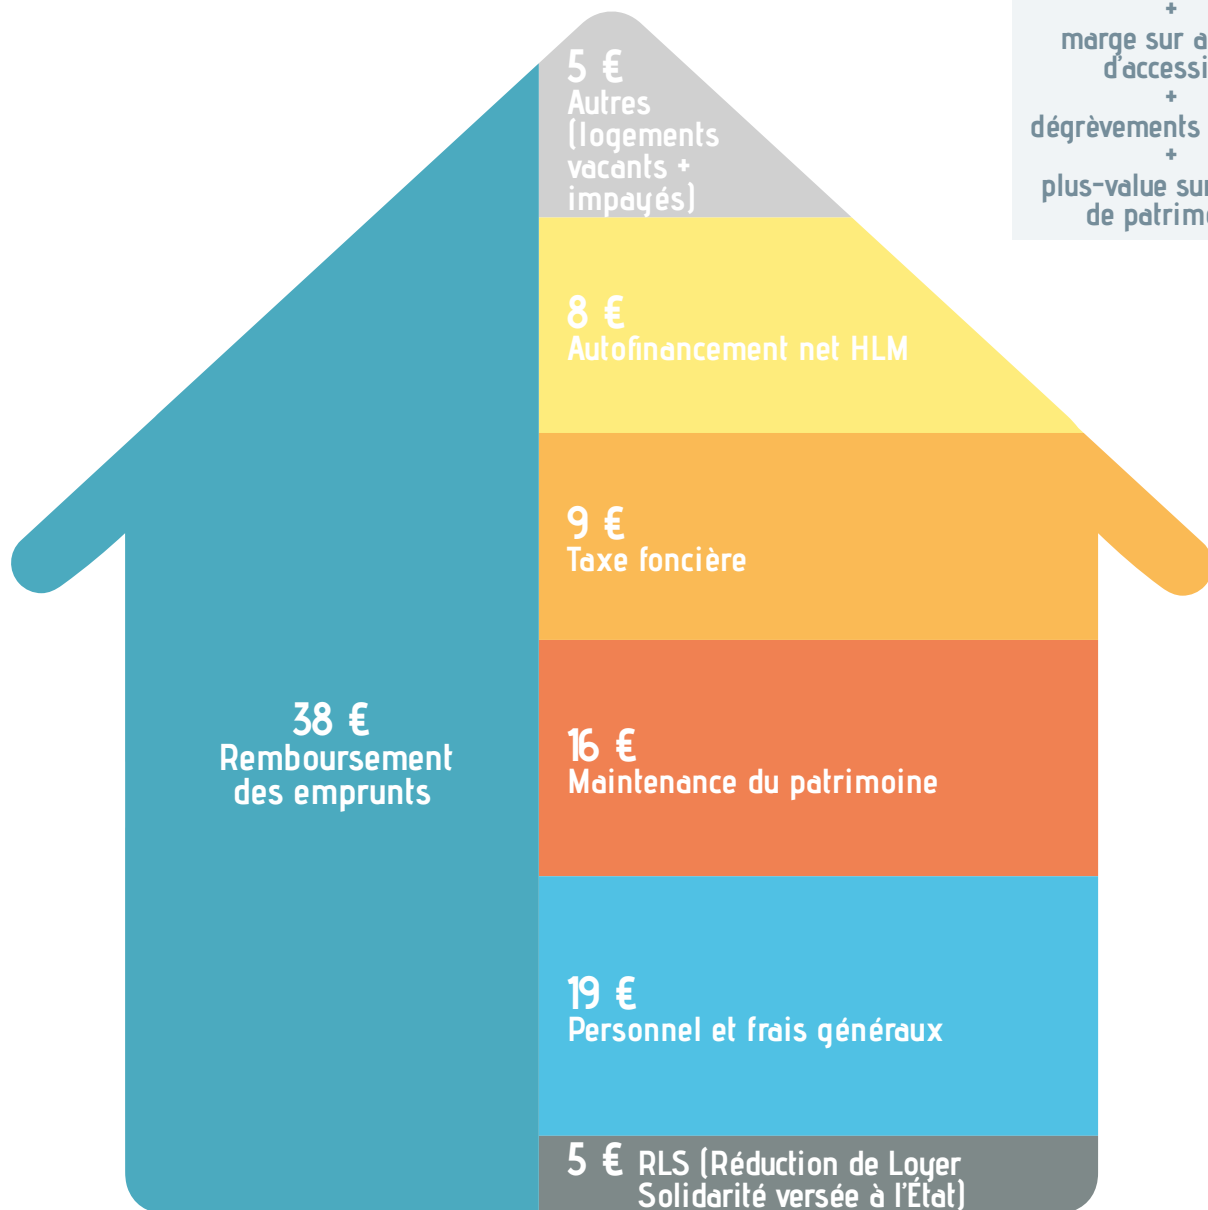 +
marge sur a
d'accessi
+
dégrèvements
+
plus-value sur
de patrim
5 €
Autres
(logements
vacants +
impayés)
8 €
Autofinancement net HLM
9 €
Taxe foncière
38 €
Remboursement
des emprunts
16 €
Maintenance du patrimoine
19 €
Personnel et frais généraux
5 € RLS (Réduction de Loyer
Solidarité versée à l'État)